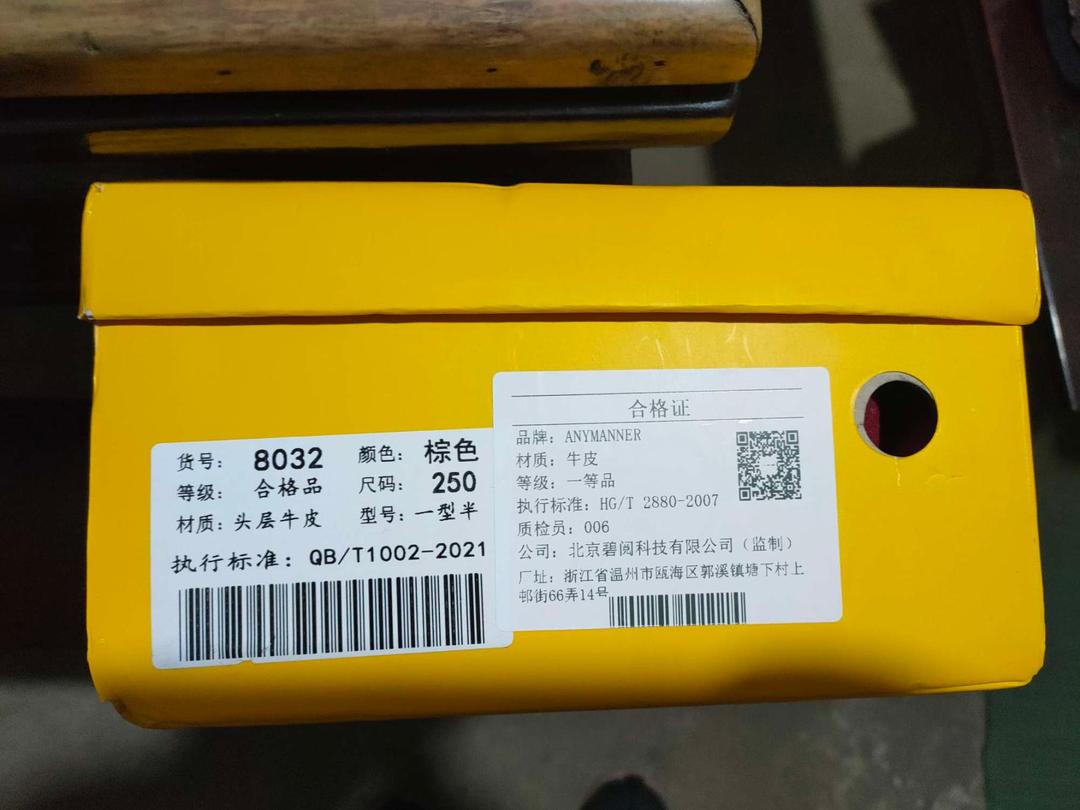 货号： 8032 颜色： 棕色
等级： 合格品 尺码： 250
材质：头层牛皮 型号：一型半
执行标准：QB/T1002-2021
合格证
品牌：ANYMANNER
材质：牛皮
等级：一等品
执行标准：HG/T 2880-2007
质检员：006
公司：北京碧阅科技有限公司（监制）
厂址：浙江省温州市瓯海区郭溪镇塘下村上
邨街66弄14号